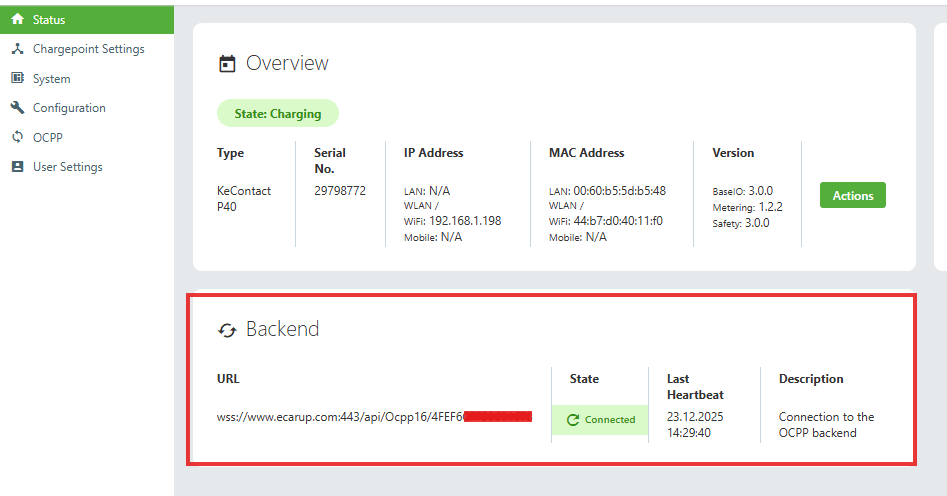 Status
Chargepoint Settings
System
Configuration
OCPP
User Settings
Overview
State: Charging
Type
Serial
No.
IP Address
MAC Address
Version
KeContact
P40
29798772
LAN: N/A
WLAN /
WiFi: 192.168.1.198
Mobile: N/A
LAN: 00:60:b5:5d:b5:48
WLAN /
WiFi: 44:b7:d0:40:11:f0
Mobile: N/A
BaseIO: 3.0.0
Metering: 1.2.2
Safety: 3.0.0
Actions
Backend
URL
State
Last
Heartbeat
Description
wss://www.ecarup.com:443/api/Ocpp16/4FEF6
Connected
23.12.2025
14:29:40
Connection to the
OCPP backend